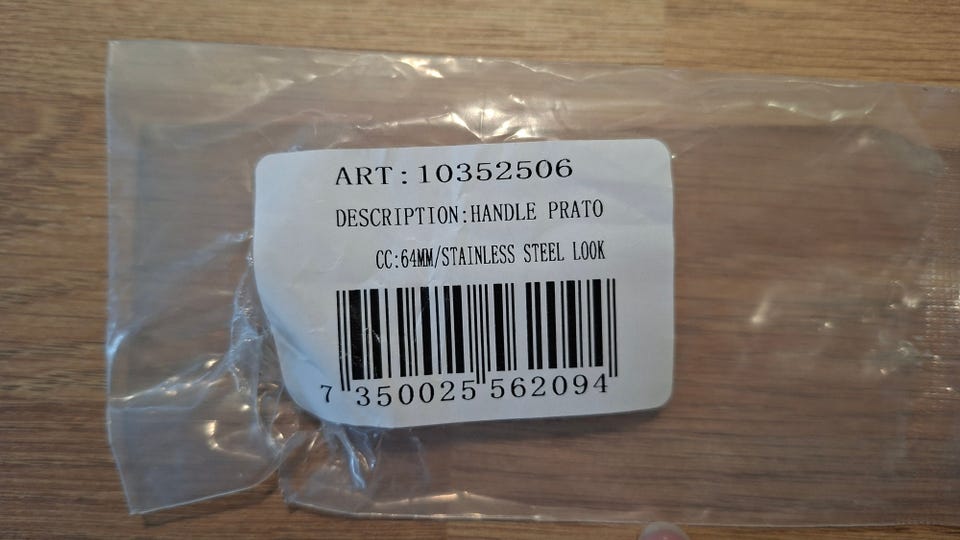 ART:10352506
DESCRIPTION:HANDLE PRATO
CC:64MM/STAINLESS STEEL LOOK
7 350025 562094